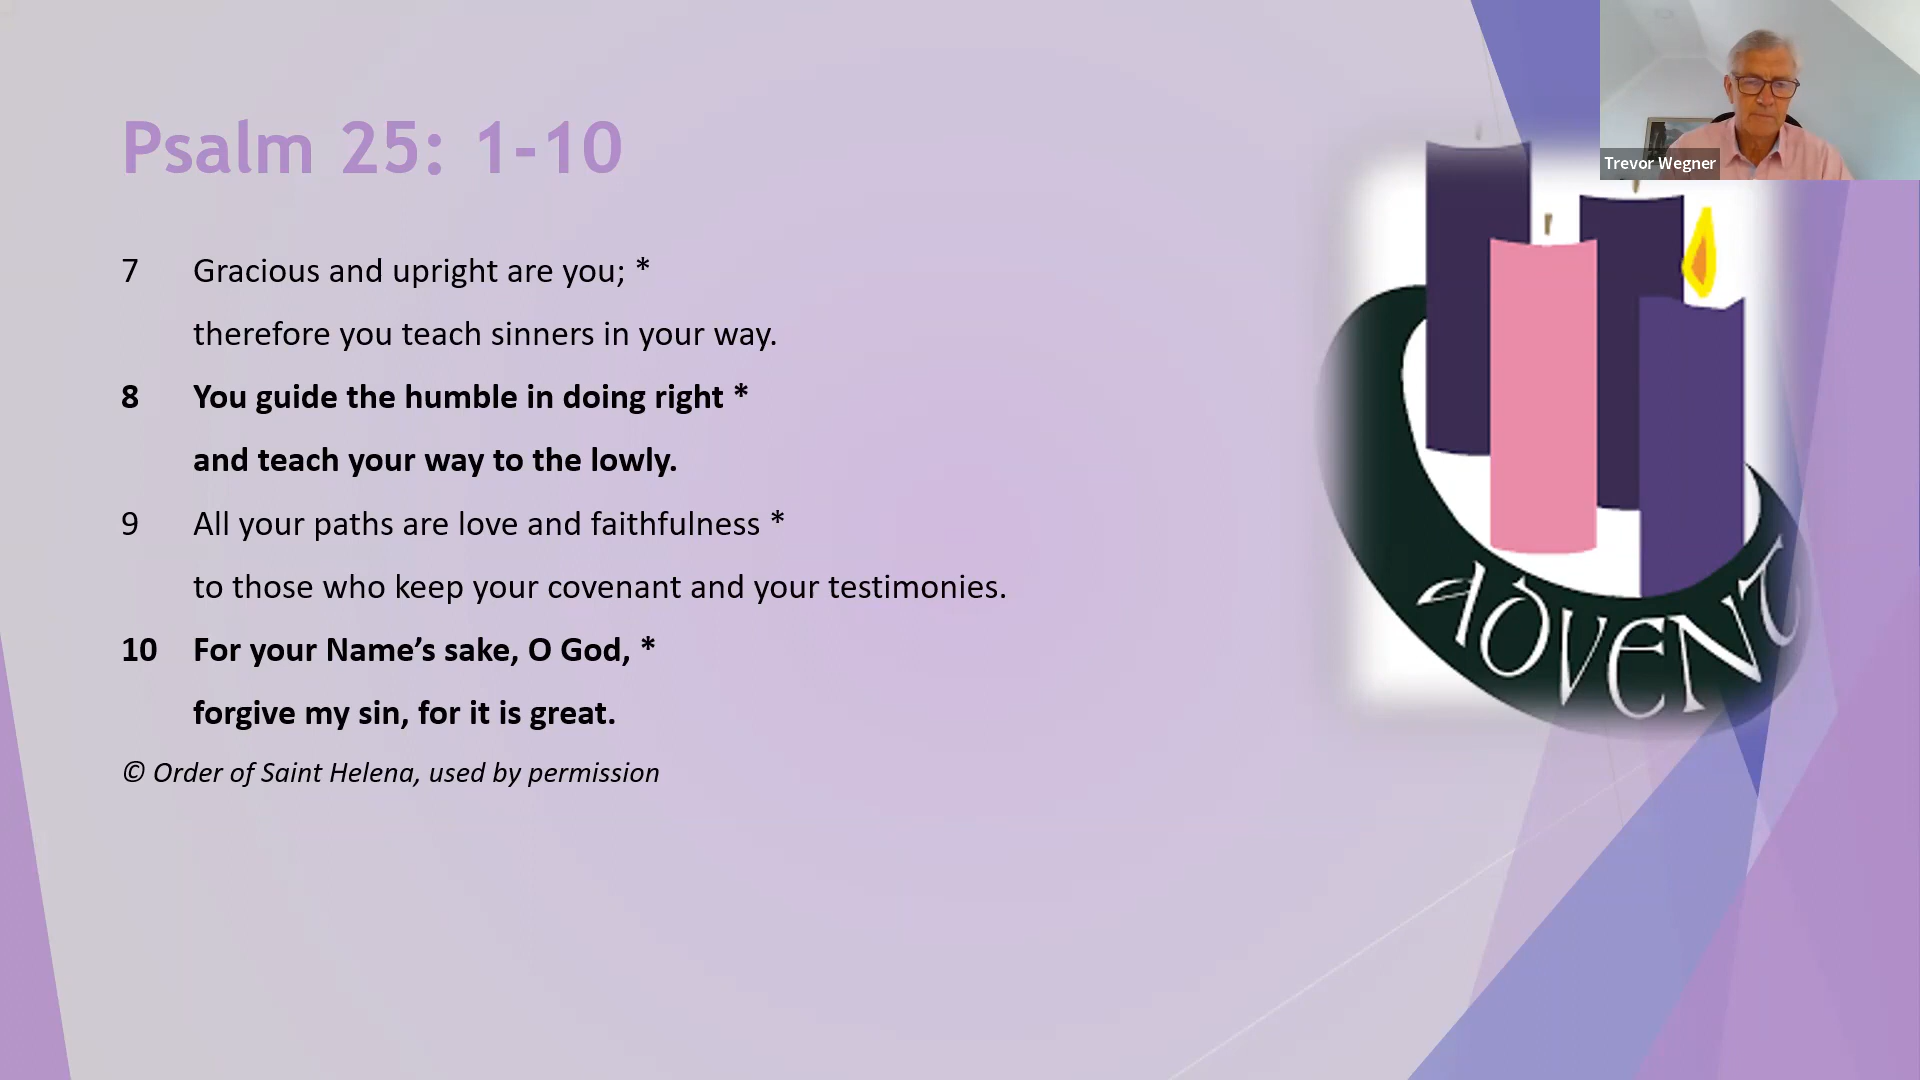 Psalm 25: 1-10
7 Gracious and upright are you; *
therefore you teach sinners in your way.
8 You guide the humble in doing right *
and teach your way to the lowly.
9 All your paths are love and faithfulness *
to those who keep your covenant and your testimonies.
10 For your Name’s sake, O God, *
forgive my sin, for it is great.
© Order of Saint Helena, used by permission
Trevor Wegner
ADVENT